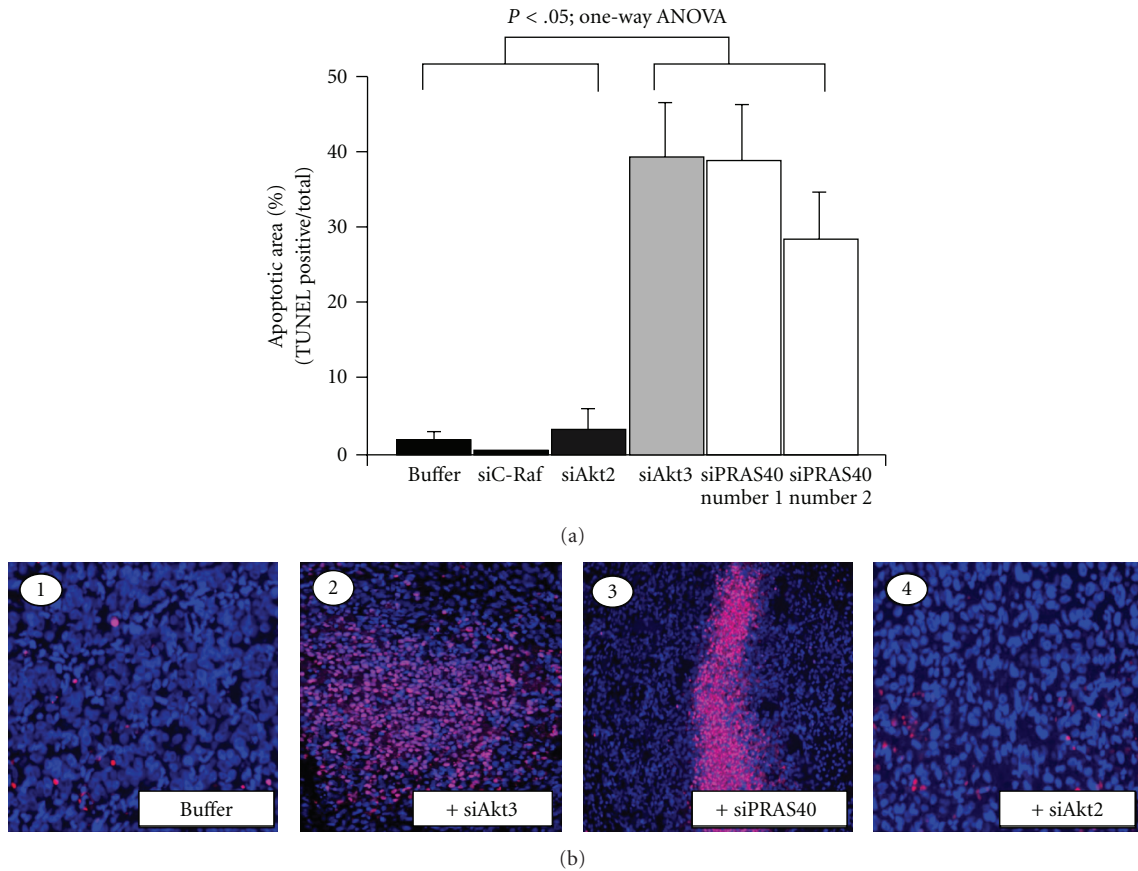 P < .05; one-way ANOVA
50
40
30
20
10
0
Apoptotic area (%)
(TUNEL positive/total)
Buffer siC-Raf siAkt2 siAkt3 siPRAS40 siPRAS40
number 1 number 2
(a)
1
2
3
4
Buffer
+ siAkt3
+ siPRAS40
+ siAkt2
(b)